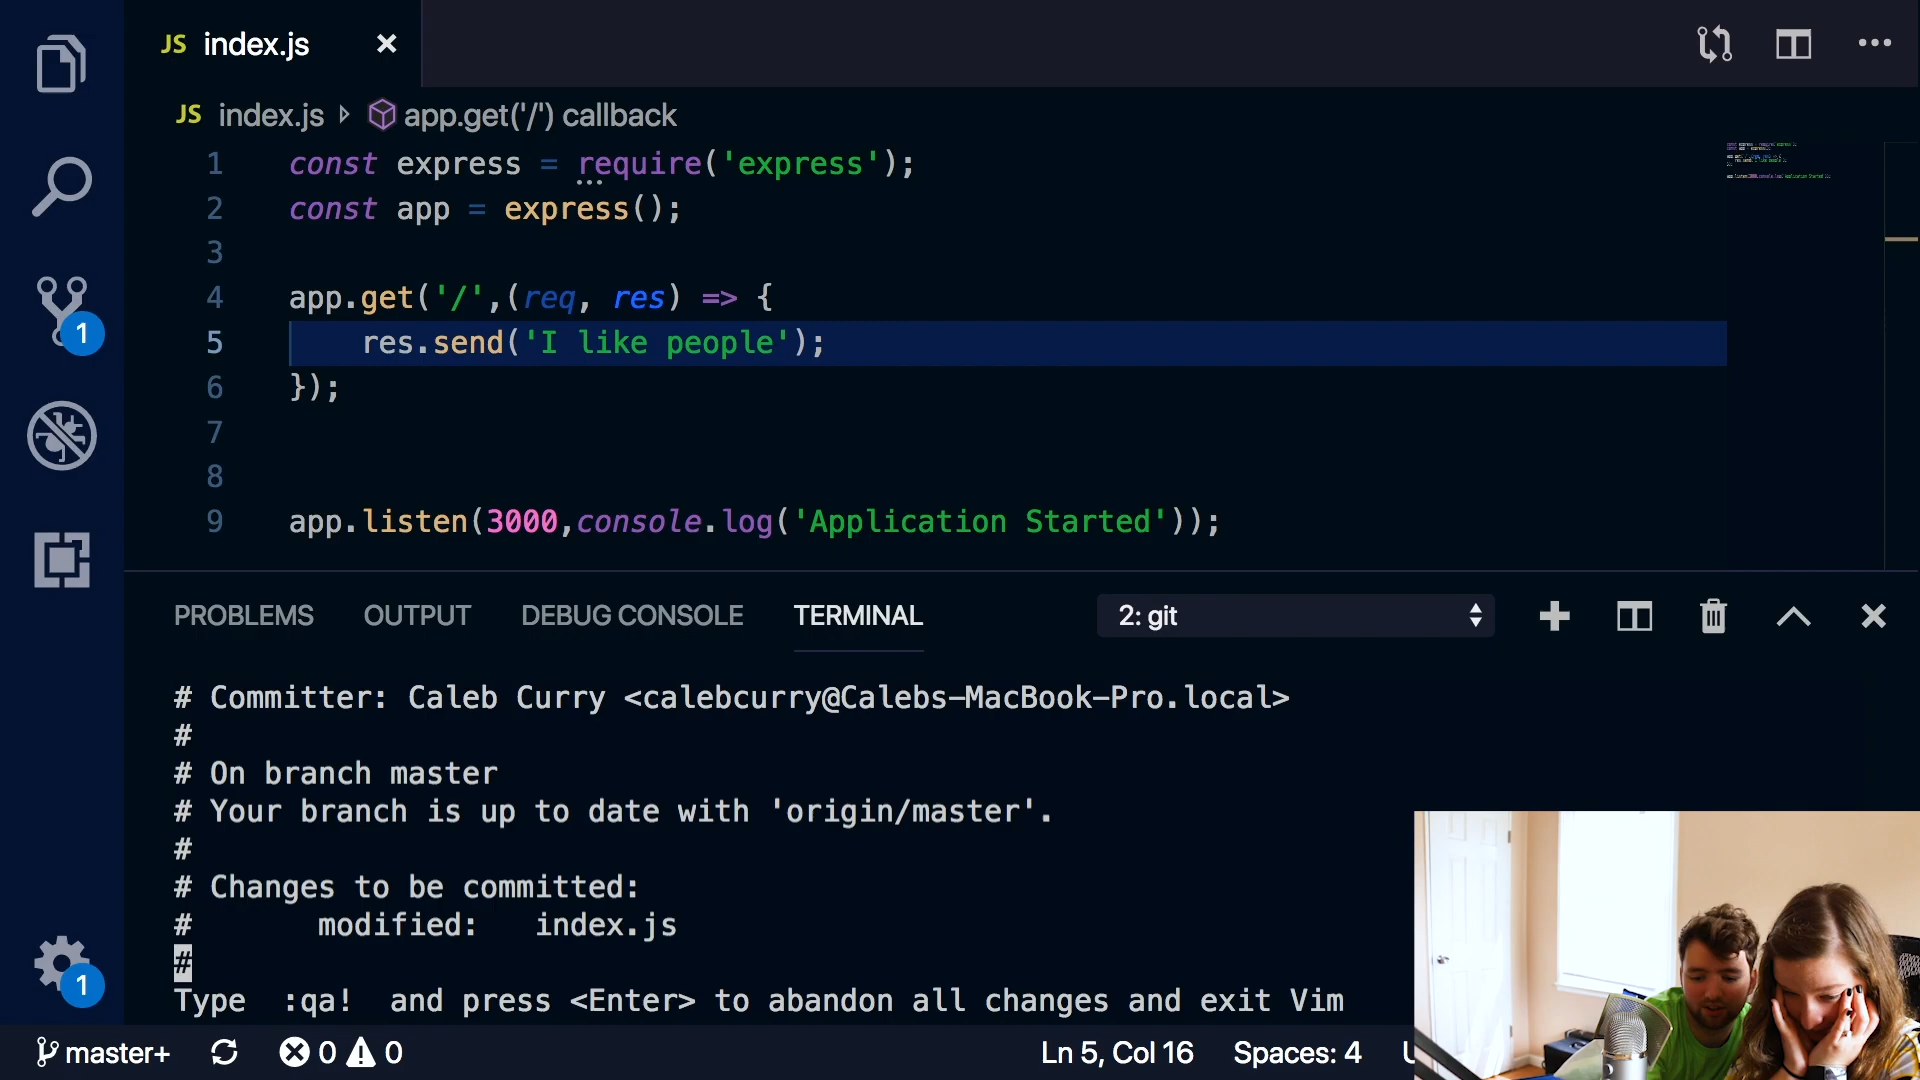 JS index.js
JS index.js app.get('/') callback
1 const express = require('express');
2 const app = express();
3
4 app.get('/',(req, res) => {
5 res.send('I like people');
6 });
7
8
9 app.listen(3000,console.log('Application Started'));
1
PROBLEMS OUTPUT DEBUG CONSOLE TERMINAL 2: git
# Committer: Caleb Curry <calebcurry@Calebs-MacBook-Pro.local>
#
# On branch master
# Your branch is up to date with 'origin/master'.
#
# Changes to be committed:
# modified: index.js
#
Type :qa! and press <Enter> to abandon all changes and exit Vim
1
master+ 0 0 Ln 5, Col 16 Spaces: 4